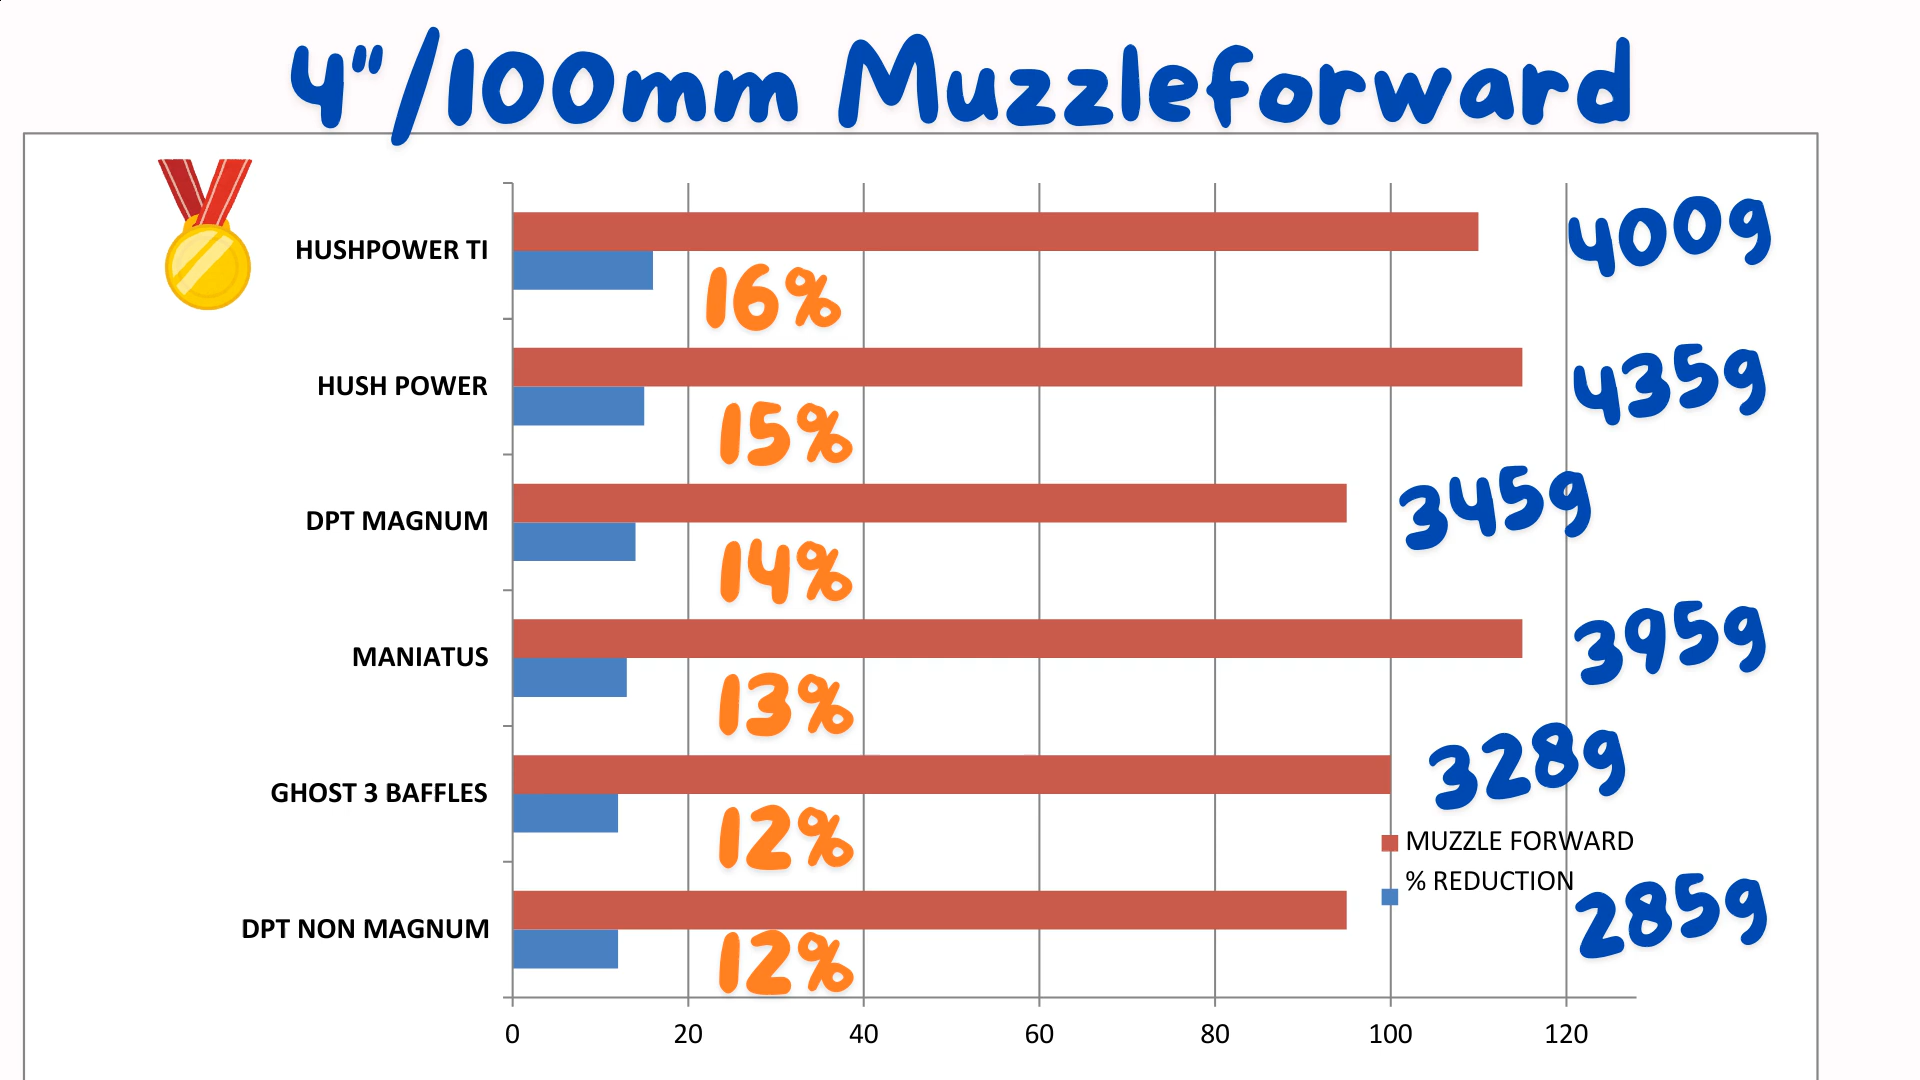 4"/100mm Muzzleforward
HUSHPOWER TI
400g
16%
HUSH POWER
435g
15%
DPT MAGNUM
345g
14%
MANIATUS
395g
13%
GHOST 3 BAFFLES
328g
12%
MUZZLE FORWARD
% REDUCTION
DPT NON MAGNUM
285g
12%
0 20 40 60 80 100 120